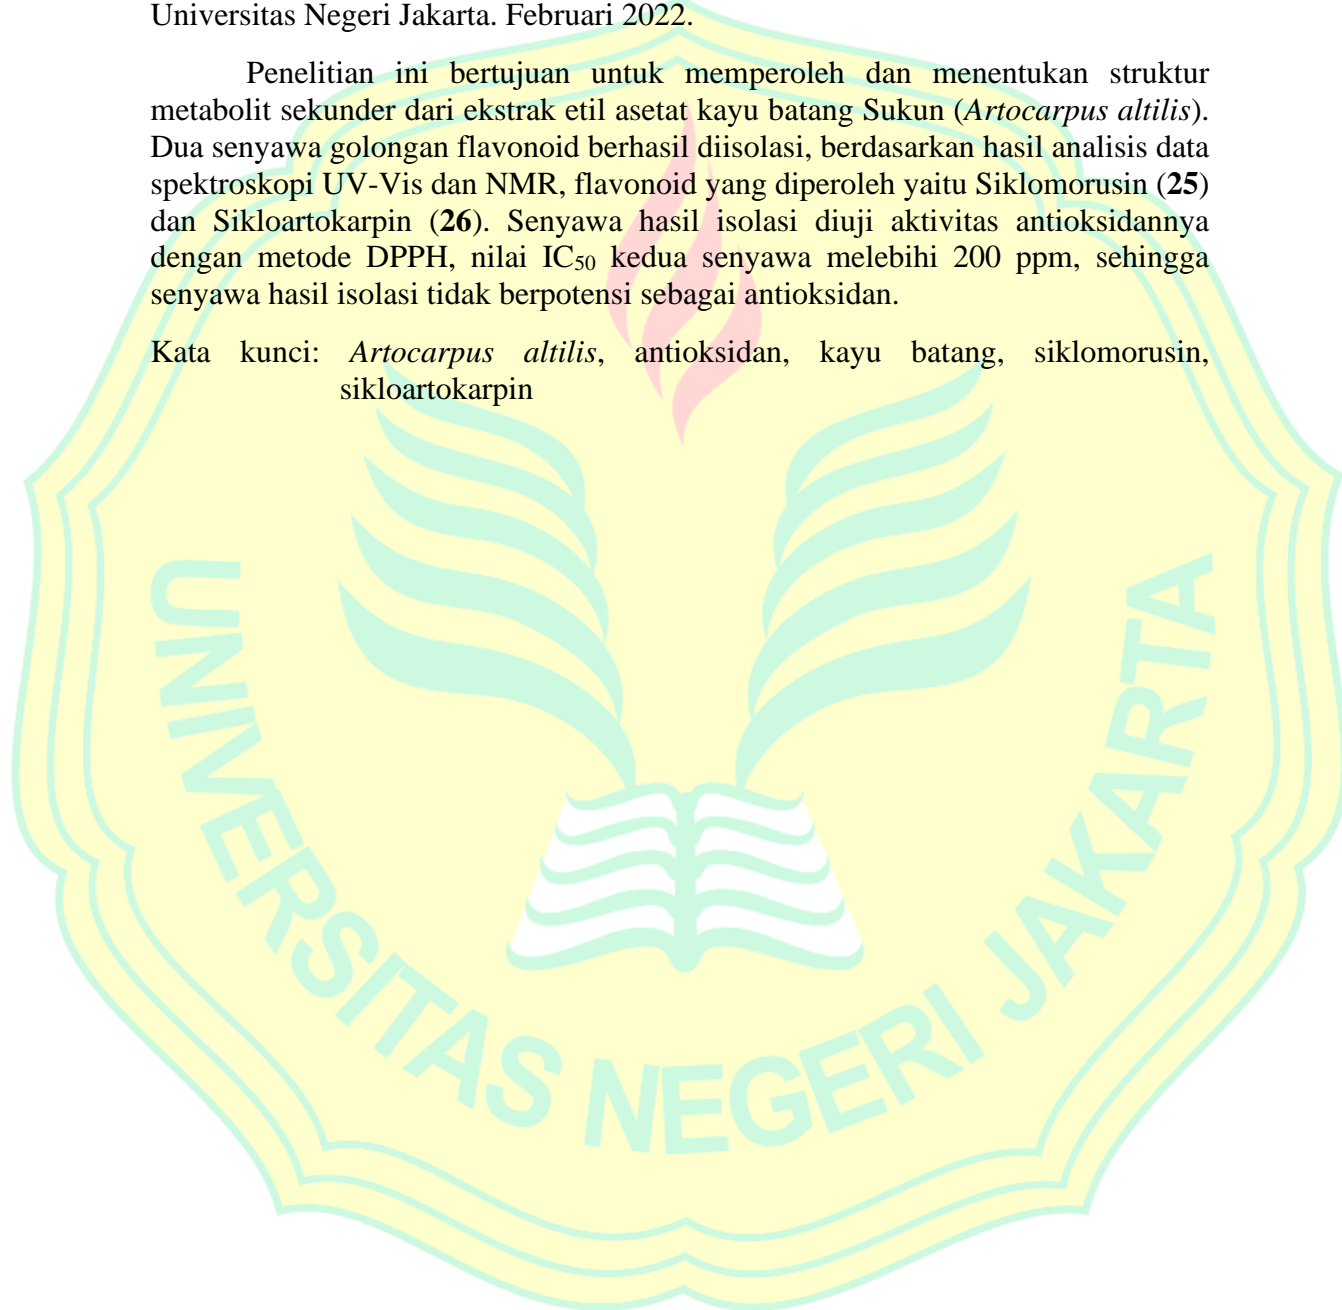 Universitas Negeri Jakarta. Februari 2022.
Penelitian ini bertujuan untuk memperoleh dan menentukan struktur
metabolit sekunder dari ekstrak etil asetat kayu batang Sukun (Artocarpus altilis).
Dua senyawa golongan flavonoid berhasil diisolasi, berdasarkan hasil analisis data
spektroskopi UV-Vis dan NMR, flavonoid yang diperoleh yaitu Siklomorusin (25)
dan Sikloartokarpin (26). Senyawa hasil isolasi diuji aktivitas antioksidannya
dengan metode DPPH, nilai IC₅₀ kedua senyawa melebihi 200 ppm, sehingga
senyawa hasil isolasi tidak berpotensi sebagai antioksidan.
Kata kunci: Artocarpus altilis, antioksidan, kayu batang, siklomorusin,
sikloartokarpin
UNIVERSITAS NEGERI JAKARTA